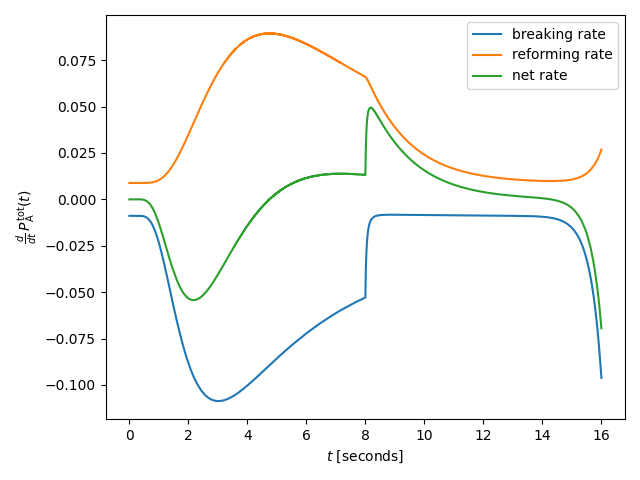 breaking rate
reforming rate
net rate
0.075
0.050
0.025
0.000
−0.025
−0.050
−0.075
−0.100
d/dt P_A^tot(t)
0 2 4 6 8 10 12 14 16
t [seconds]